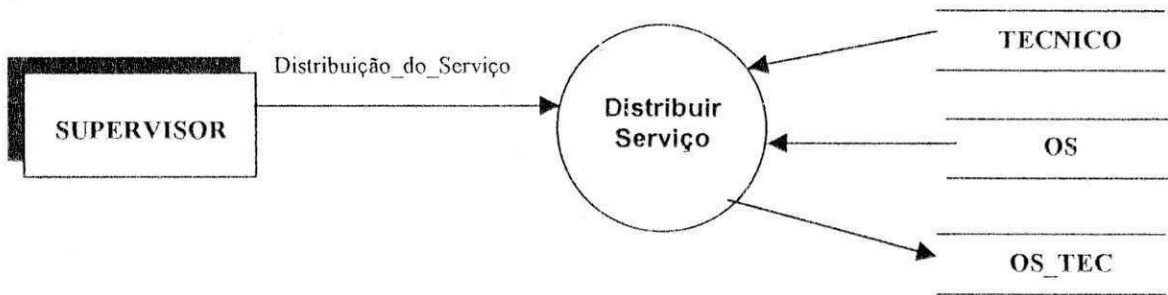 SUPERVISOR
Distribuição_do_Serviço
Distribuir
Serviço
TECNICO
OS
OS_TEC